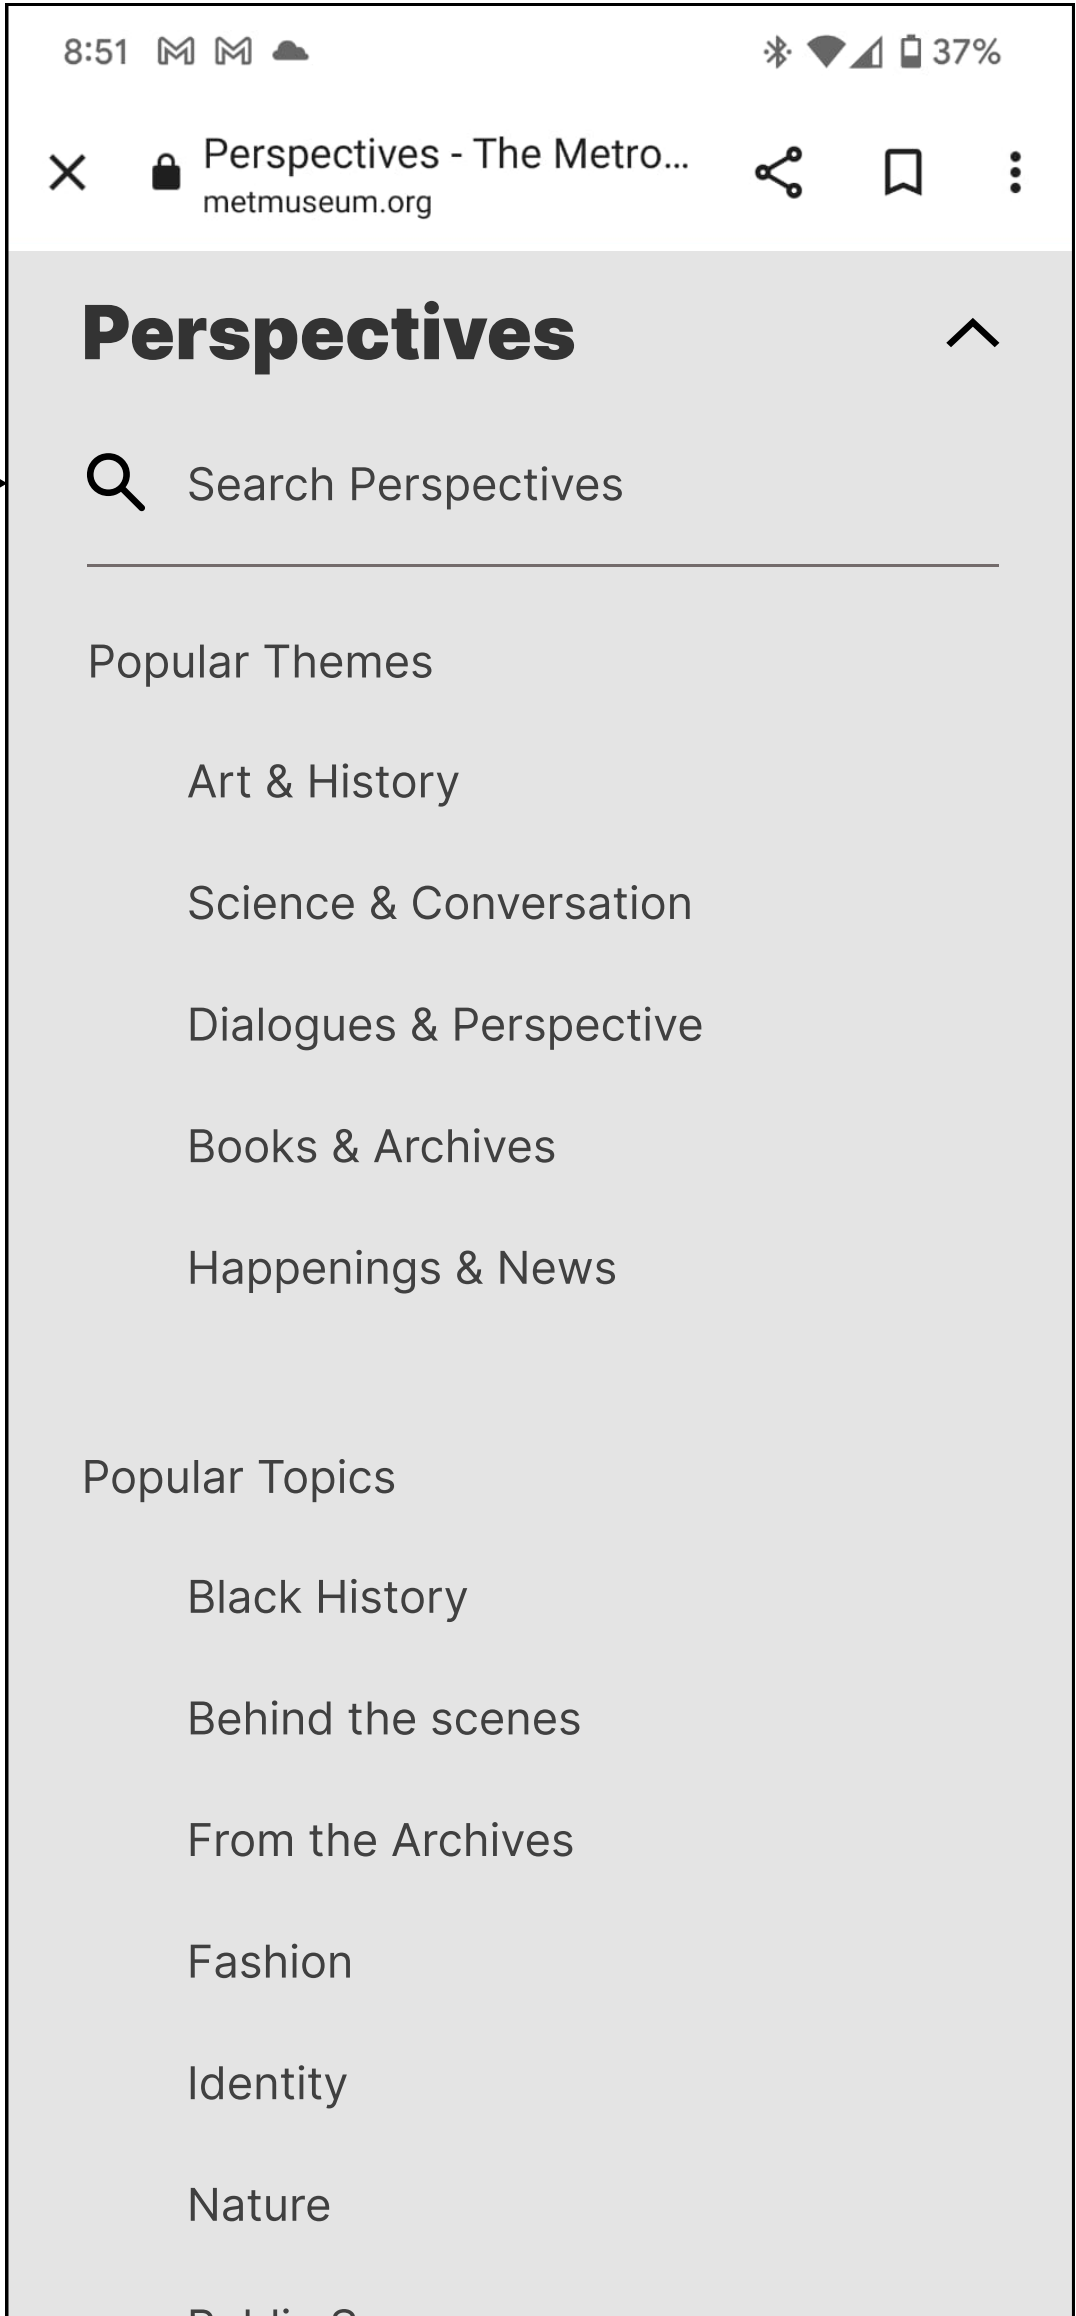 8:51
37%
Perspectives - The Metro...
metmuseum.org
Perspectives
Search Perspectives
Popular Themes
Art & History
Science & Conversation
Dialogues & Perspective
Books & Archives
Happenings & News
Popular Topics
Black History
Behind the scenes
From the Archives
Fashion
Identity
Nature